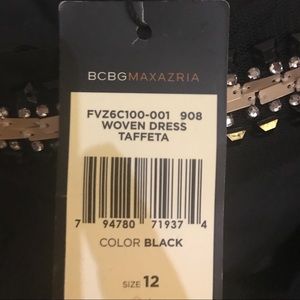 BCBGMAXAZRIA
FVZ6C100-001 908
WOVEN DRESS
TAFFETA
7 94780 71937 4
COLOR BLACK
SIZE 12